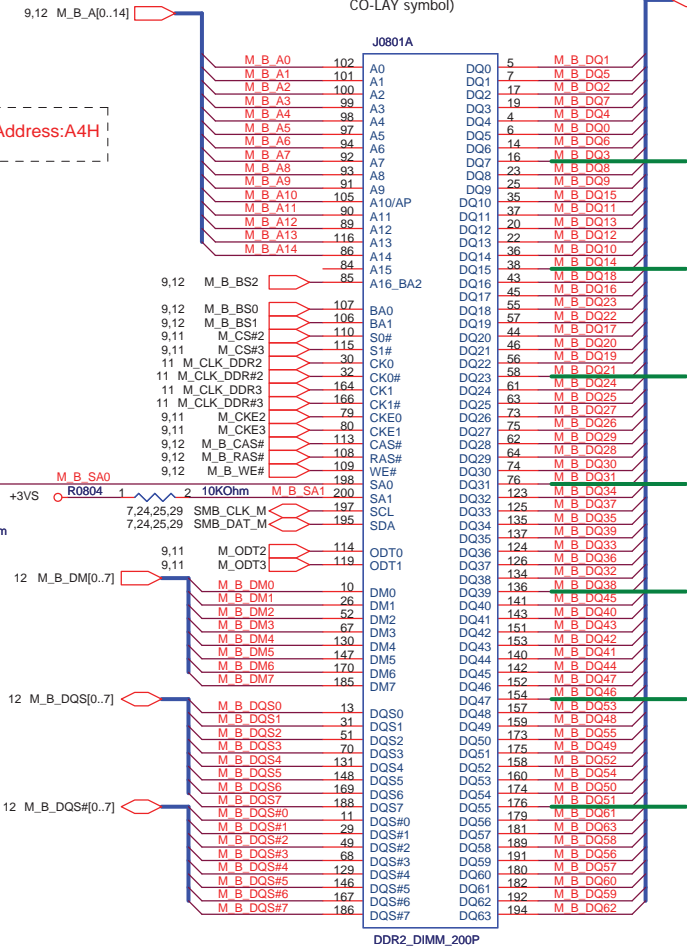 CO-LAY symbol)
9,12 M_B_A[0..14]
J0801A
M_B_A0 102 A0 DQ0 5 M_B_DQ1
M_B_A1 101 A1 DQ1 7 M_B_DQ5
M_B_A2 100 A2 DQ2 17 M_B_DQ2
M_B_A3 99 A3 DQ3 19 M_B_DQ7
M_B_A4 98 A4 DQ4 4 M_B_DQ4
Address:A4H
M_B_A5 97 A5 DQ5 6 M_B_DQ0
M_B_A6 94 A6 DQ6 14 M_B_DQ6
M_B_A7 92 A7 DQ7 16 M_B_DQ3
M_B_A8 93 A8 DQ8 23 M_B_DQ8
M_B_A9 91 A9 DQ9 25 M_B_DQ9
M_B_A10 105 A10/AP DQ10 35 M_B_DQ15
M_B_A11 90 A11 DQ11 37 M_B_DQ11
M_B_A12 89 A12 DQ12 20 M_B_DQ13
M_B_A13 116 A13 DQ13 22 M_B_DQ12
M_B_A14 86 A14 DQ14 36 M_B_DQ10
84 A15 DQ15 38 M_B_DQ14
9,12 M_B_BS2 85 A16_BA2 DQ16 43 M_B_DQ18
DQ17 45 M_B_DQ16
9,12 M_B_BS0 107 BA0 DQ18 55 M_B_DQ23
9,12 M_B_BS1 106 BA1 DQ19 57 M_B_DQ22
9,11 M_CS#2 110 S0# DQ20 44 M_B_DQ17
9,11 M_CS#3 115 S1# DQ21 46 M_B_DQ20
11 M_CLK_DDR2 30 CK0 DQ22 56 M_B_DQ19
11 M_CLK_DDR#2 32 CK0# DQ23 58 M_B_DQ21
11 M_CLK_DDR3 164 CK1 DQ24 61 M_B_DQ24
11 M_CLK_DDR#3 166 CK1# DQ25 63 M_B_DQ25
9,11 M_CKE2 79 CKE0 DQ26 73 M_B_DQ27
9,11 M_CKE3 80 CKE1 DQ27 75 M_B_DQ26
9,12 M_B_CAS# 113 CAS# DQ28 62 M_B_DQ29
9,12 M_B_RAS# 108 RAS# DQ29 64 M_B_DQ28
9,12 M_B_WE# 109 WE# DQ30 74 M_B_DQ30
M_B_SA0 198 SA0 DQ31 76 M_B_DQ31
+3VS R0804 1 2 10KOhm M_B_SA1 200 SA1 DQ32 123 M_B_DQ34
7,24,25,29 SMB_CLK_M 197 SCL DQ33 125 M_B_DQ37
7,24,25,29 SMB_DAT_M 195 SDA DQ34 135 M_B_DQ35
m
DQ35 137 M_B_DQ39
9,11 M_ODT2 114 ODT0 DQ36 124 M_B_DQ33
9,11 M_ODT3 119 ODT1 DQ37 126 M_B_DQ36
12 M_B_DM[0..7] DQ38 134 M_B_DQ32
M_B_DM0 10 DM0 DQ39 136 M_B_DQ38
M_B_DM1 26 DM1 DQ40 141 M_B_DQ45
M_B_DM2 52 DM2 DQ41 143 M_B_DQ40
M_B_DM3 67 DM3 DQ42 151 M_B_DQ43
M_B_DM4 130 DM4 DQ43 153 M_B_DQ42
M_B_DM5 147 DM5 DQ44 140 M_B_DQ41
M_B_DM6 170 DM6 DQ45 142 M_B_DQ44
M_B_DM7 185 DM7 DQ46 152 M_B_DQ47
12 M_B_DQS[0..7] DQ47 154 M_B_DQ46
M_B_DQS0 13 DQS0 DQ48 157 M_B_DQ53
M_B_DQS1 31 DQS1 DQ49 159 M_B_DQ48
M_B_DQS2 51 DQS2 DQ50 173 M_B_DQ55
M_B_DQS3 70 DQS3 DQ51 175 M_B_DQ49
M_B_DQS4 131 DQS4 DQ52 158 M_B_DQ52
M_B_DQS5 148 DQS5 DQ53 160 M_B_DQ54
M_B_DQS6 169 DQS6 DQ54 174 M_B_DQ50
M_B_DQS7 188 DQS7 DQ55 176 M_B_DQ51
12 M_B_DQS#[0..7]
M_B_DQS#0 11 DQS#0 DQ56 179 M_B_DQ61
M_B_DQS#1 29 DQS#1 DQ57 181 M_B_DQ63
M_B_DQS#2 49 DQS#2 DQ58 189 M_B_DQ58
M_B_DQS#3 68 DQS#3 DQ59 191 M_B_DQ56
M_B_DQS#4 129 DQS#4 DQ60 180 M_B_DQ57
M_B_DQS#5 146 DQS#5 DQ61 182 M_B_DQ60
M_B_DQS#6 167 DQS#6 DQ62 192 M_B_DQ59
M_B_DQS#7 186 DQS#7 DQ63 194 M_B_DQ62
DDR2_DIMM_200P